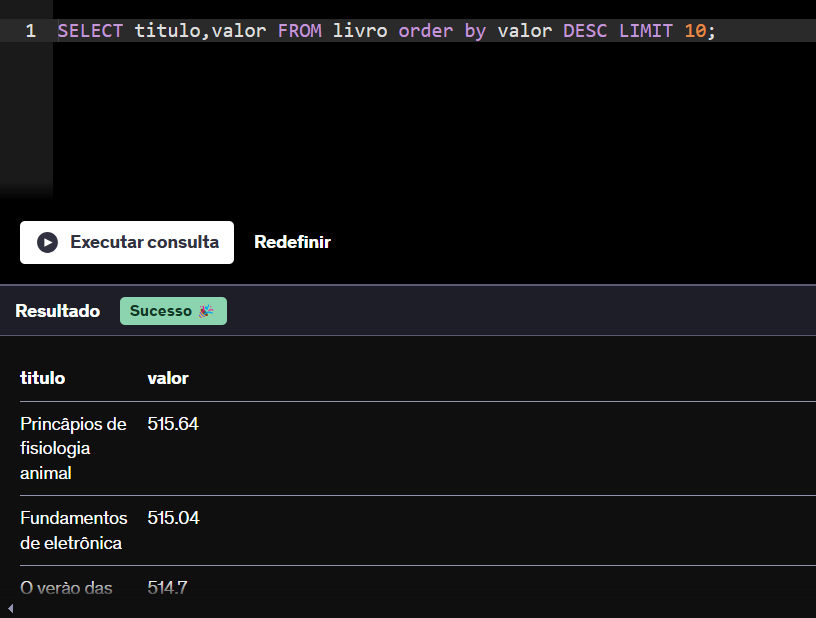 1 SELECT titulo,valor FROM livro order by valor DESC LIMIT 10;
Executar consulta Redefinir
Resultado Sucesso
titulo valor
Princâpios de 515.64
fisiologia
animal
Fundamentos 515.04
de eletrônica
O verào das 514.7